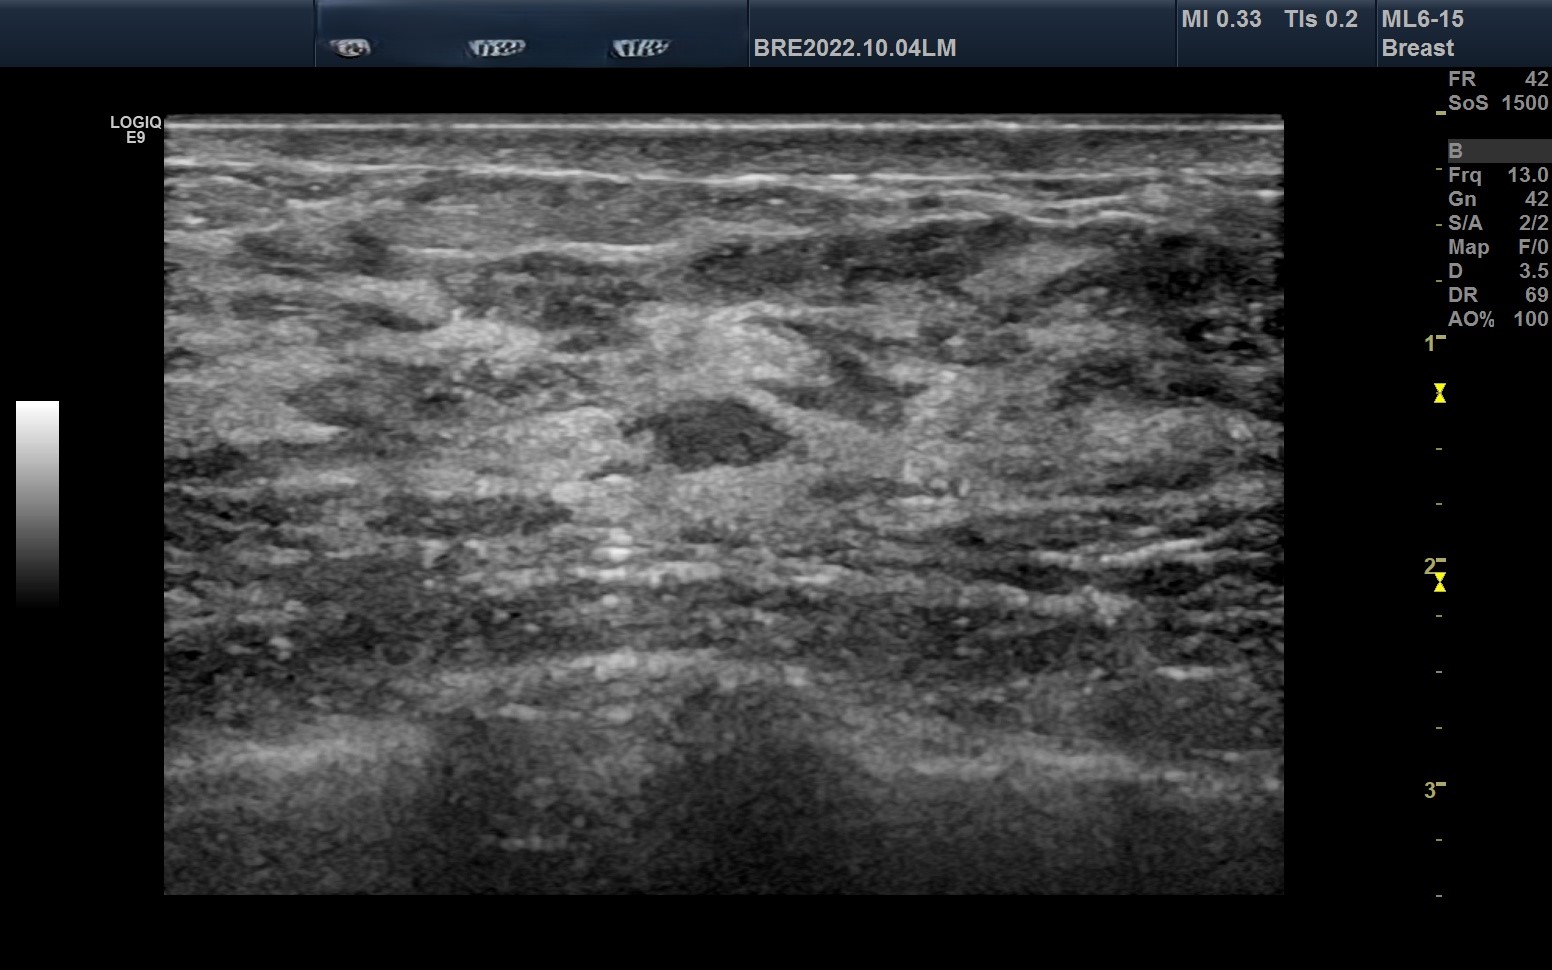 MI 0.33 TIs 0.2 ML6-15
BRE2022.10.04LM Breast
LOGIQ
E9
FR 42
SoS 1500
B
Frq 13.0
Gn 42
S/A 2/2
Map F/0
D 3.5
DR 69
AO% 100
1
2
3